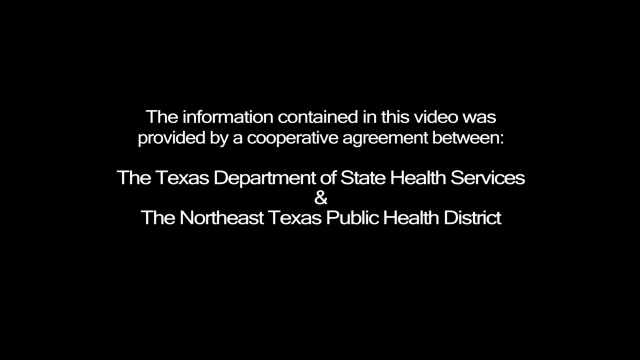 The information contained in this video was
provided by a cooperative agreement between:
The Texas Department of State Health Services
&
The Northeast Texas Public Health District